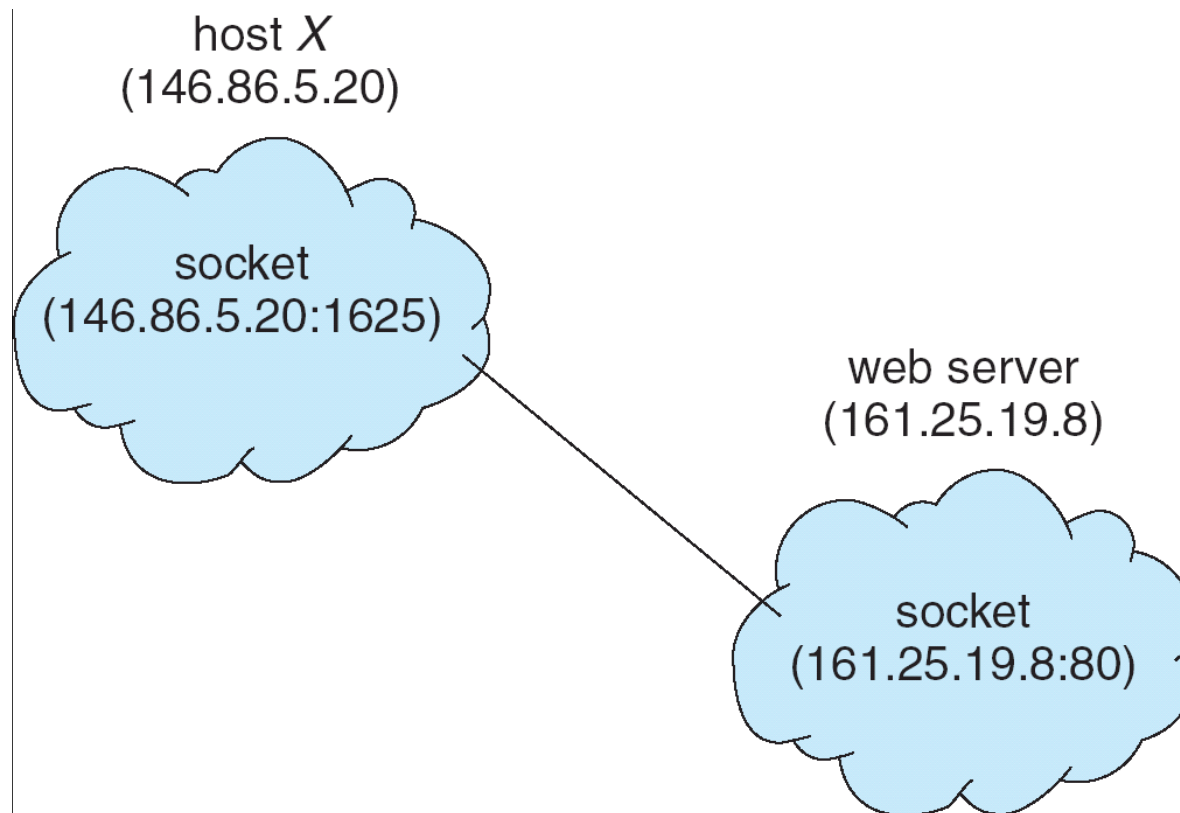 host X
(146.86.5.20)
socket
(146.86.5.20:1625)
web server
(161.25.19.8)
socket
(161.25.19.8:80)